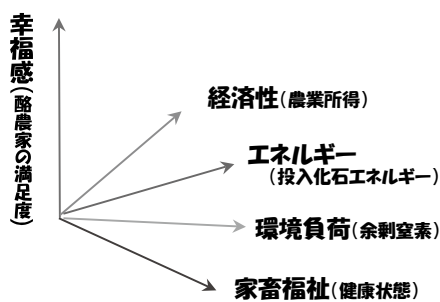 幸福感(酪農家の満足度)
経済性(農業所得)
エネルギー
(投入化石エネルギー)
環境負荷(余剰窒素)
家畜福祉(健康状態)